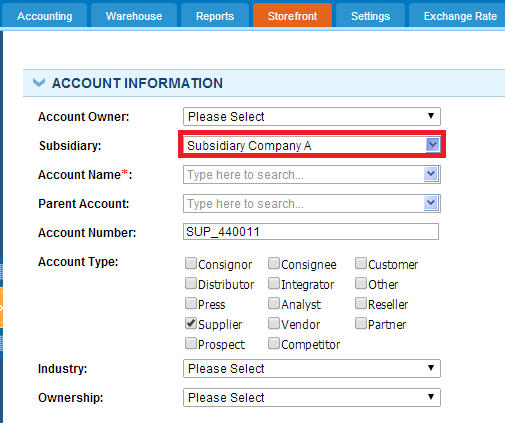 Accounting Warehouse Reports Storefront Settings Exchange Rate
ACCOUNT INFORMATION
Account Owner: Please Select
Subsidiary: Subsidiary Company A
Account Name*: Type here to search...
Parent Account: Type here to search...
Account Number: SUP_440011
Account Type: Consignor Consignee Customer
Distributor Integrator Other
Press Analyst Reseller
Supplier Vendor Partner
Prospect Competitor
Industry: Please Select
Ownership: Please Select